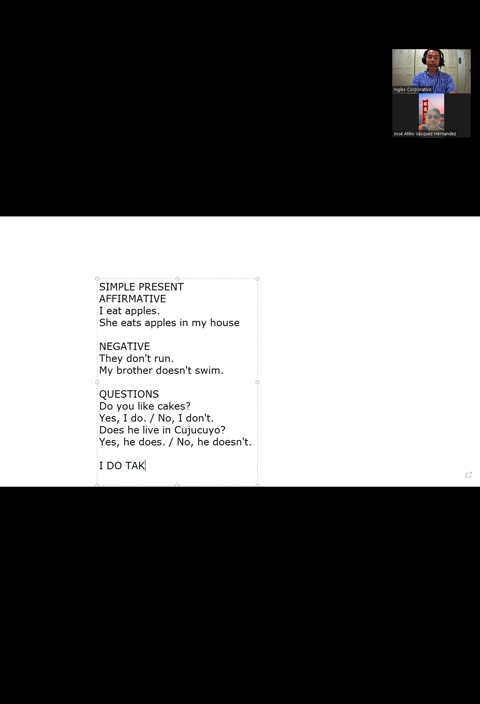 Ingles Corporativo
José Atilio Vásquez Hernández
SIMPLE PRESENT
AFFIRMATIVE
I eat apples.
She eats apples in my house
NEGATIVE
They don't run.
My brother doesn't swim.
QUESTIONS
Do you like cakes?
Yes, I do. / No, I don't.
Does he live in Cujucuyo?
Yes, he does. / No, he doesn't.
I DO TAK